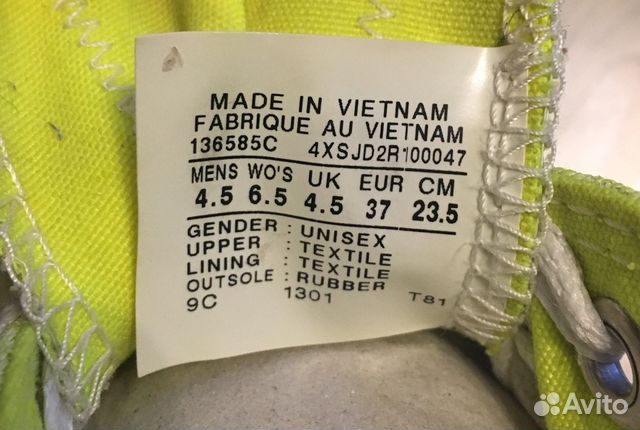 MADE IN VIETNAM
FABRIQUE AU VIETNAM
136585C 4XSJD2R100047
MENS WO'S UK EUR CM
4.5 6.5 4.5 37 23.5
GENDER : UNISEX
UPPER : TEXTILE
LINING : TEXTILE
OUTSOLE : RUBBER
9C 1301 T81
Avito